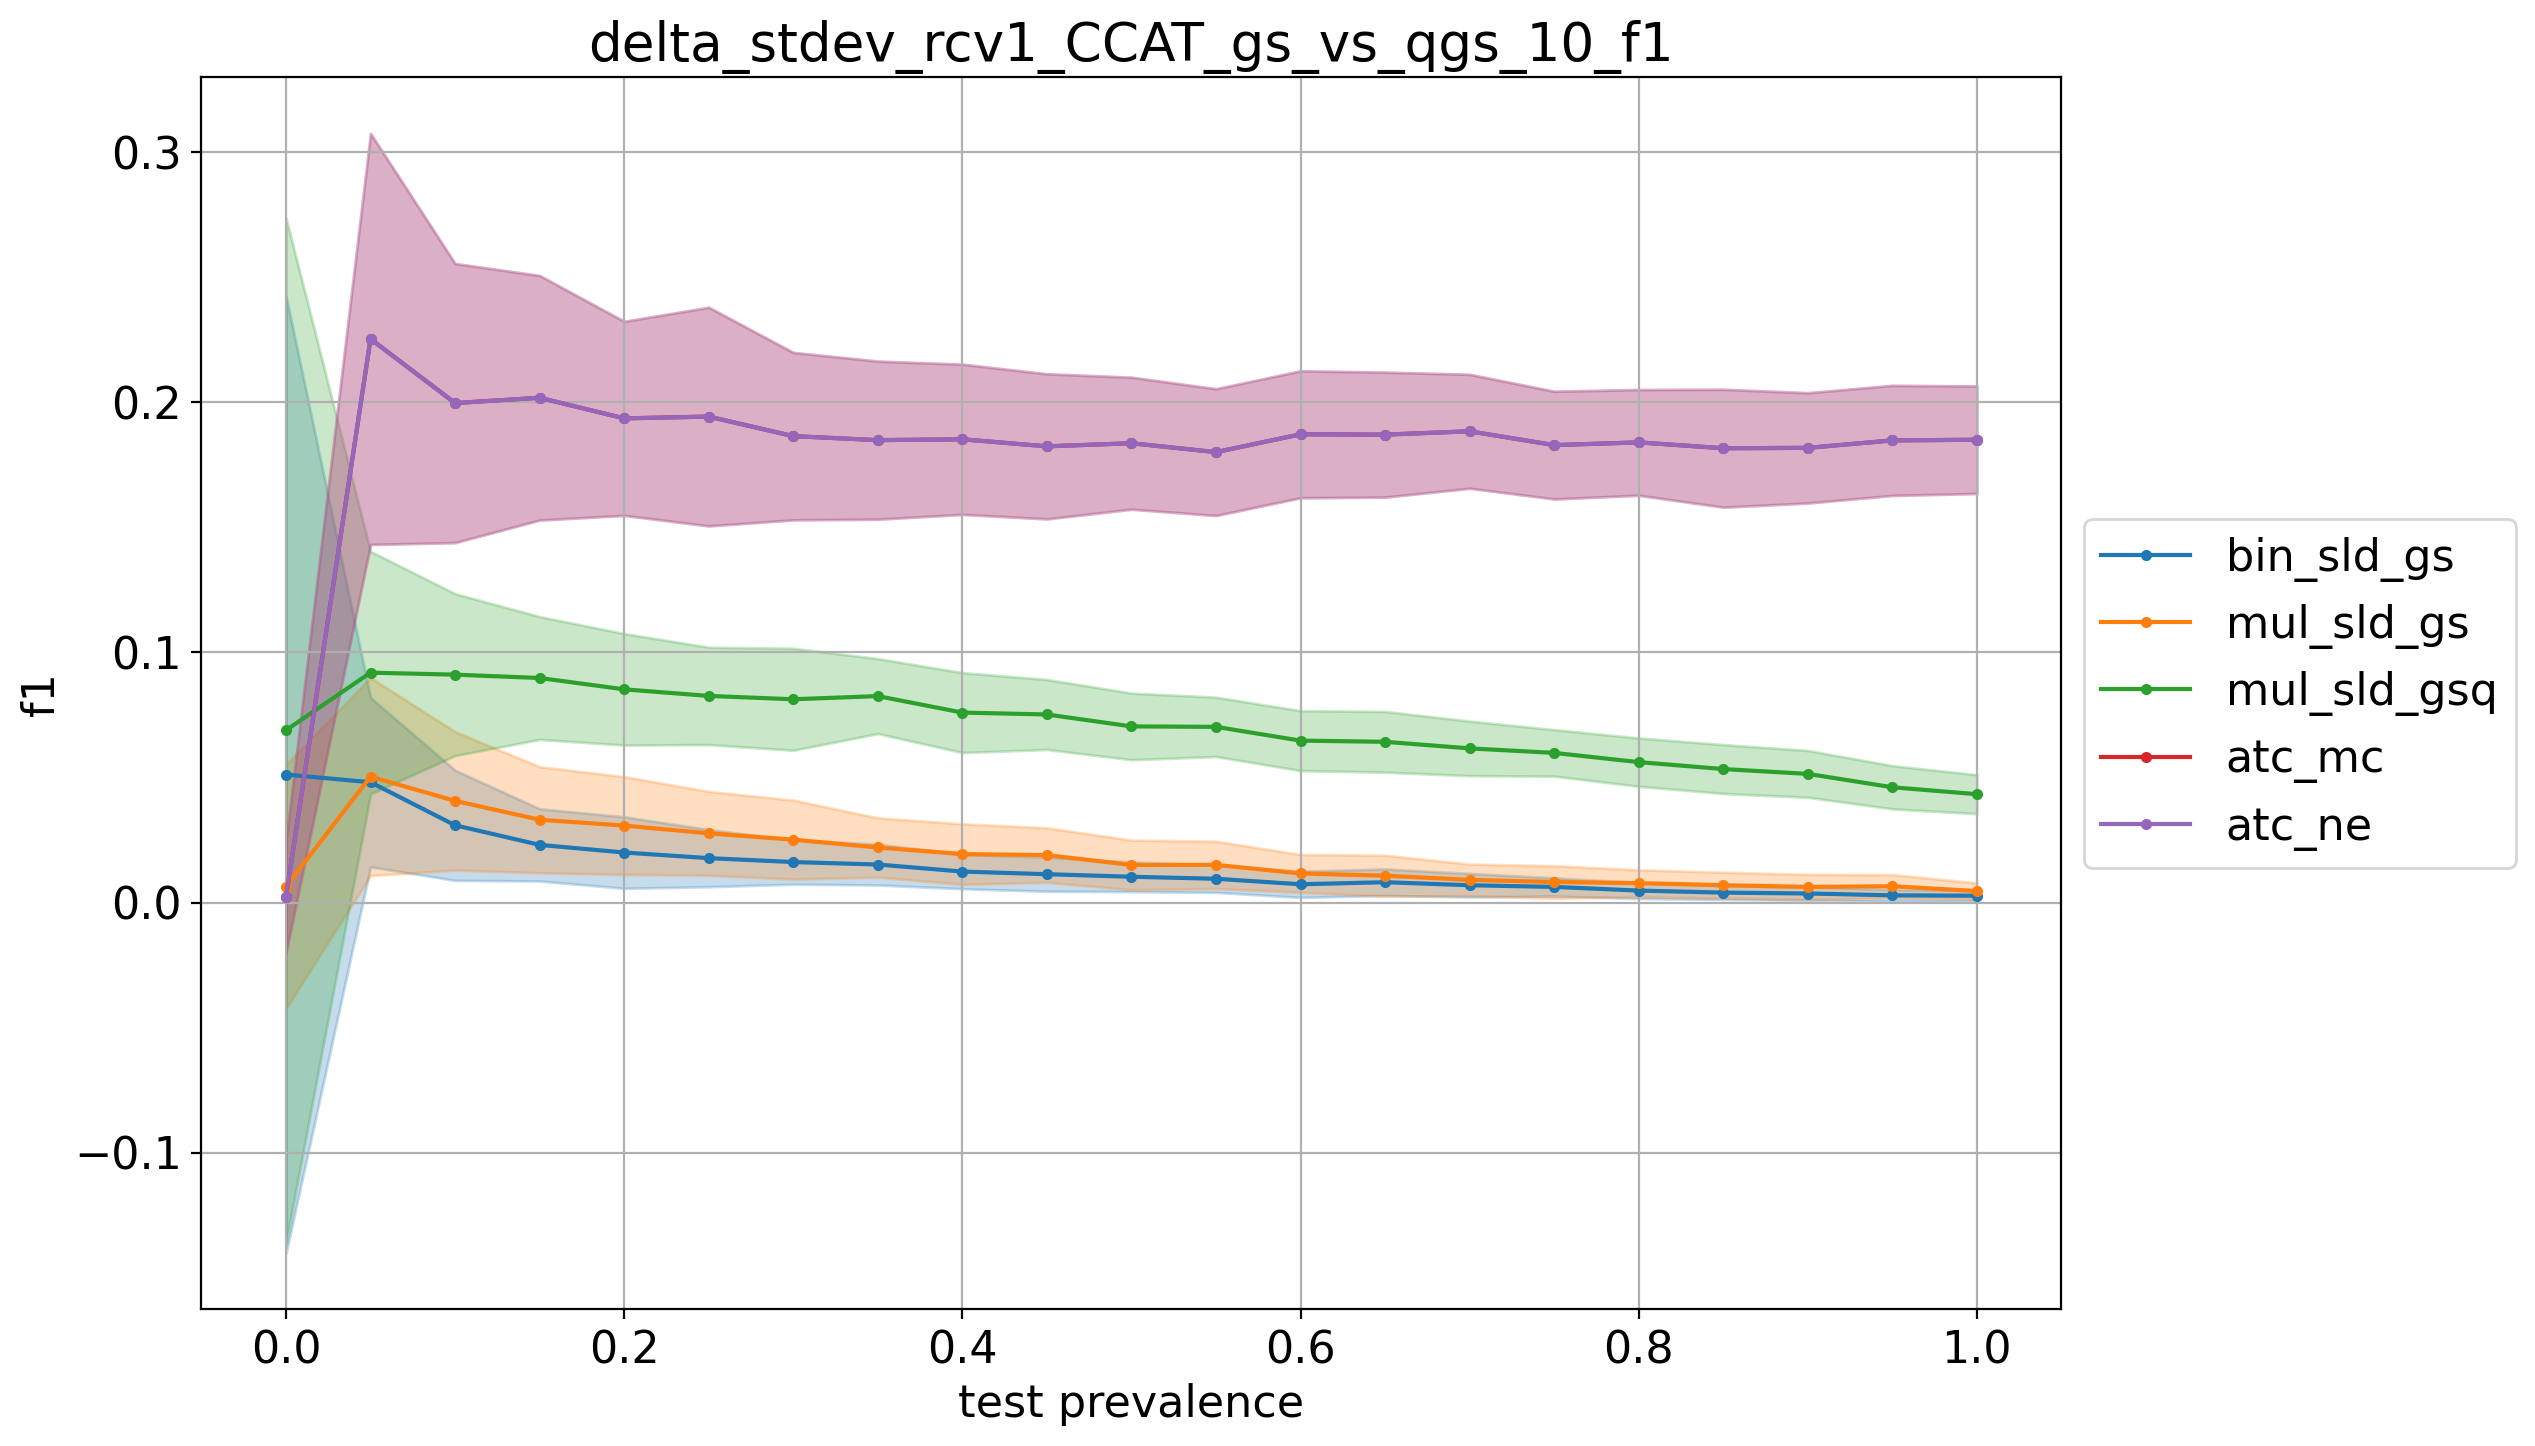 delta_stdev_rcv1_CCAT_gs_vs_qgs_10_f1
0.3
0.2
0.1
0.0
−0.1
f1
0.0 0.2 0.4 0.6 0.8 1.0
test prevalence
bin_sld_gs
mul_sld_gs
mul_sld_gsq
atc_mc
atc_ne